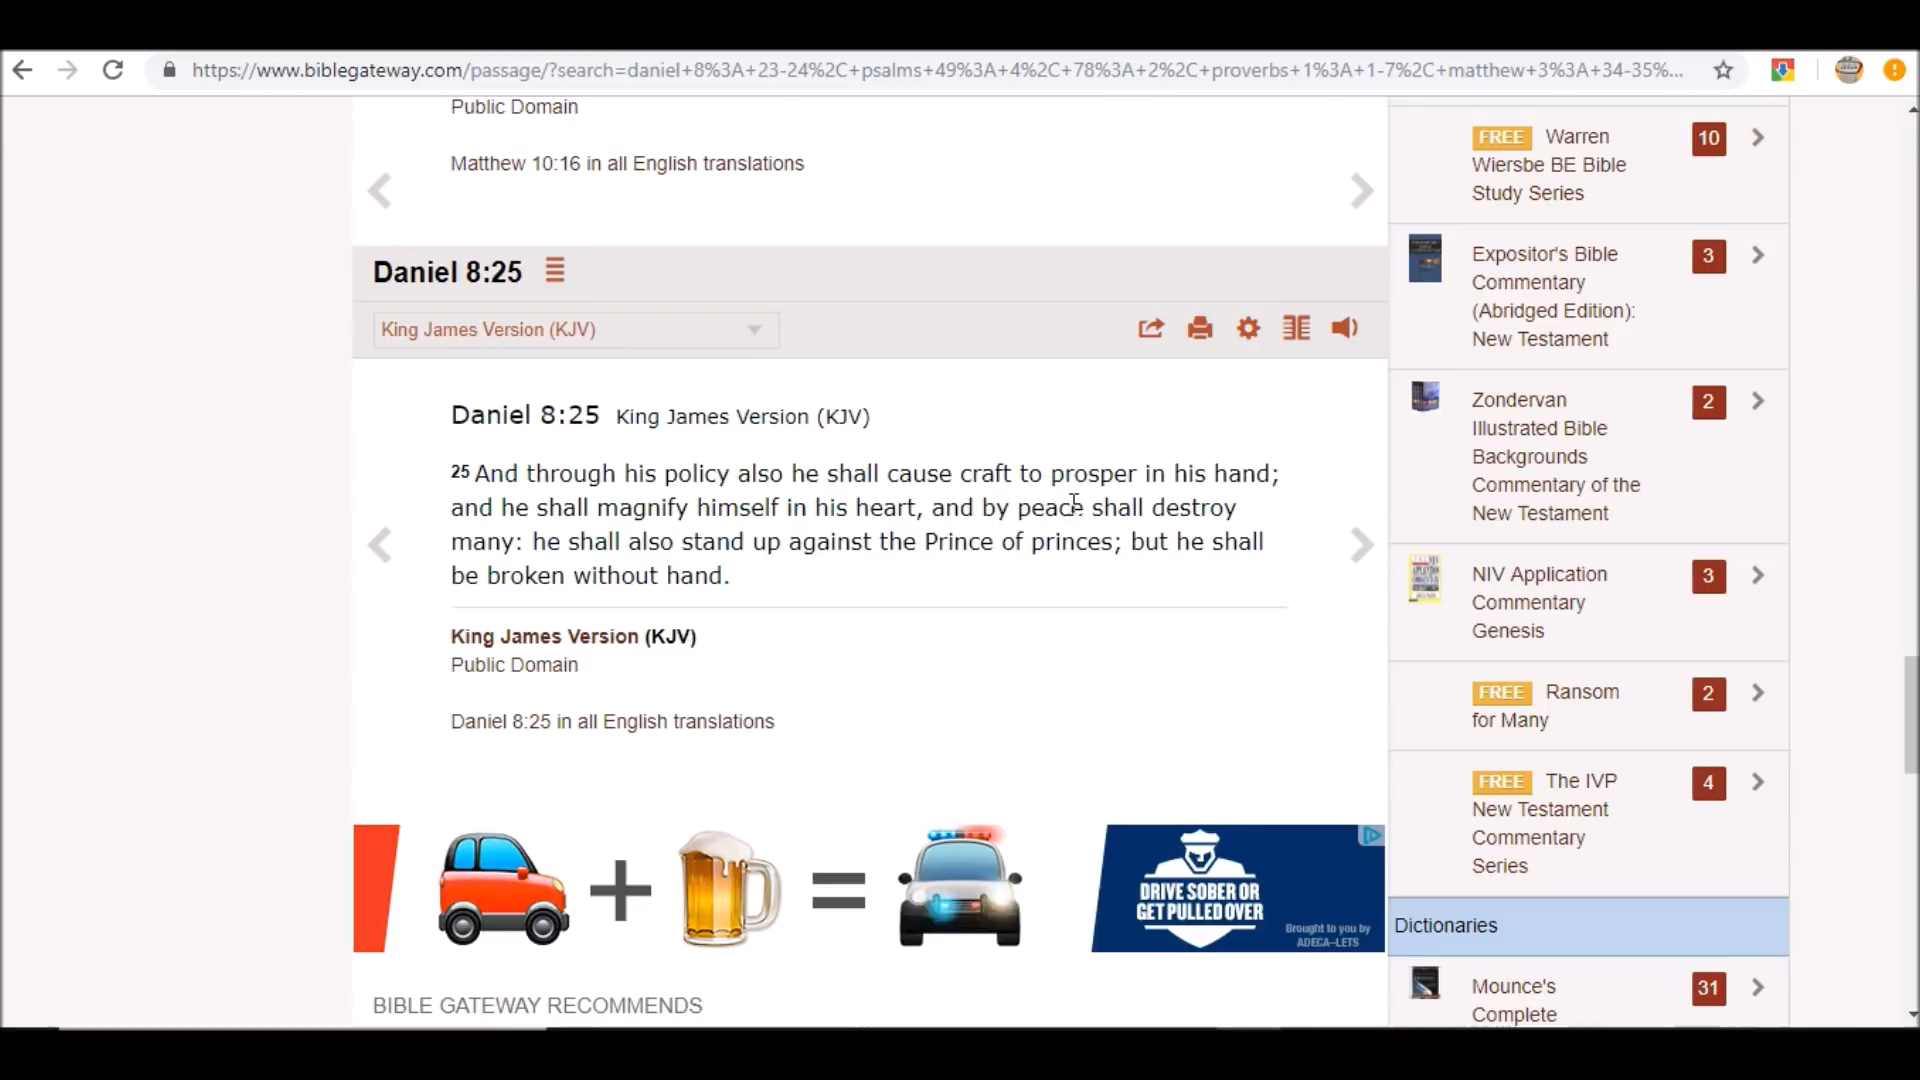 https://www.biblegateway.com/passage/?search=daniel+8%3A+23-24%2C+psalms+49%3A+4%2C+78%3A+2%2C+proverbs+1%3A+1-7%2C+matthew+3%3A+34-35%...
Public Domain
Matthew 10:16 in all English translations
Daniel 8:25
King James Version (KJV)
Daniel 8:25 King James Version (KJV)
25 And through his policy also he shall cause craft to prosper in his hand;
and he shall magnify himself in his heart, and by peace shall destroy
many: he shall also stand up against the Prince of princes; but he shall
be broken without hand.
King James Version (KJV)
Public Domain
Daniel 8:25 in all English translations
DRIVE SOBER OR
GET PULLED OVER
Brought to you by
ADECA-LETS
BIBLE GATEWAY RECOMMENDS
FREE Warren 10
Wiersbe BE Bible
Study Series
Expositor's Bible 3
Commentary
(Abridged Edition):
New Testament
Zondervan 2
Illustrated Bible
Backgrounds
Commentary of the
New Testament
NIV Application 3
Commentary
Genesis
FREE Ransom 2
for Many
FREE The IVP 4
New Testament
Commentary
Series
Dictionaries
Mounce's 31
Complete